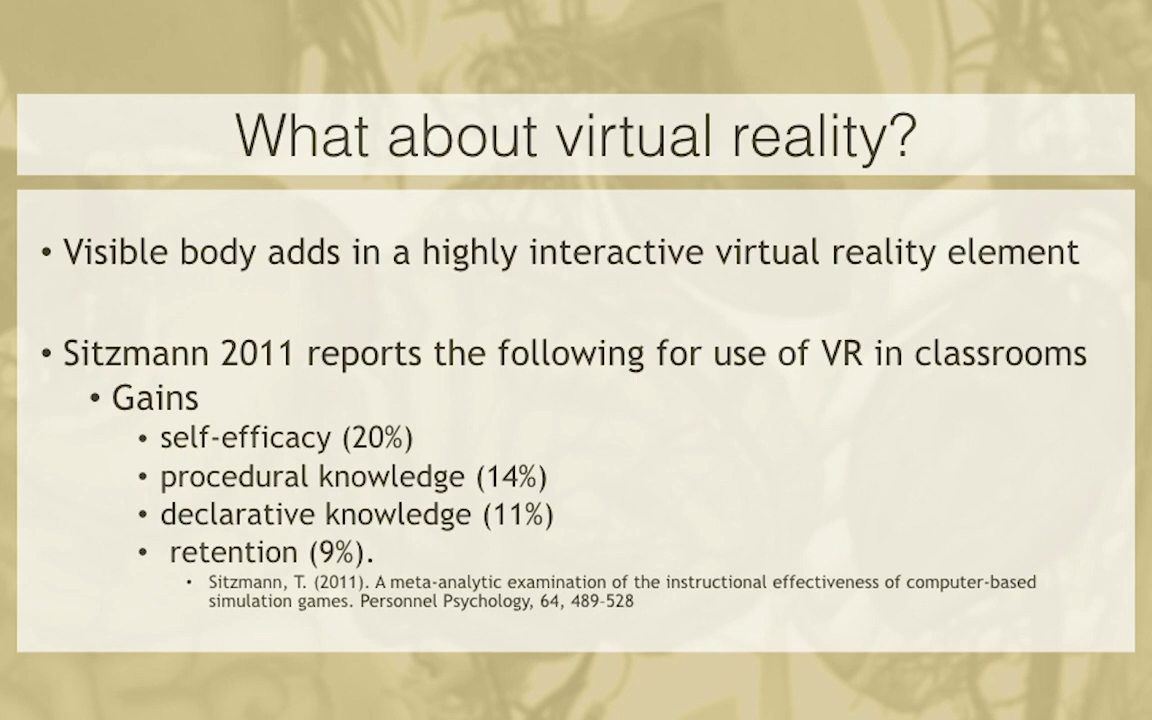 What about virtual reality?
• Visible body adds in a highly interactive virtual reality element
• Sitzmann 2011 reports the following for use of VR in classrooms
• Gains
• self-efficacy (20%)
• procedural knowledge (14%)
• declarative knowledge (11%)
• retention (9%).
• Sitzmann, T. (2011). A meta-analytic examination of the instructional effectiveness of computer-based
simulation games. Personnel Psychology, 64, 489-528